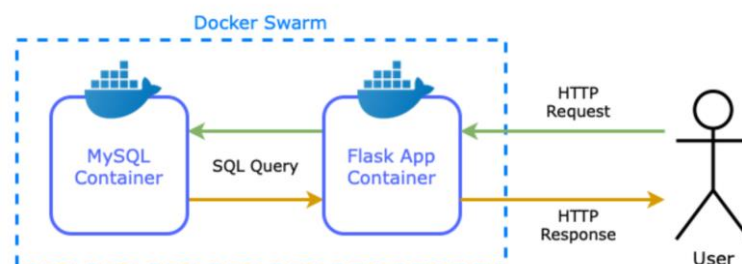 Docker Swarm
MySQL
Container
SQL Query
Flask App
Container
HTTP
Request
HTTP
Response
User